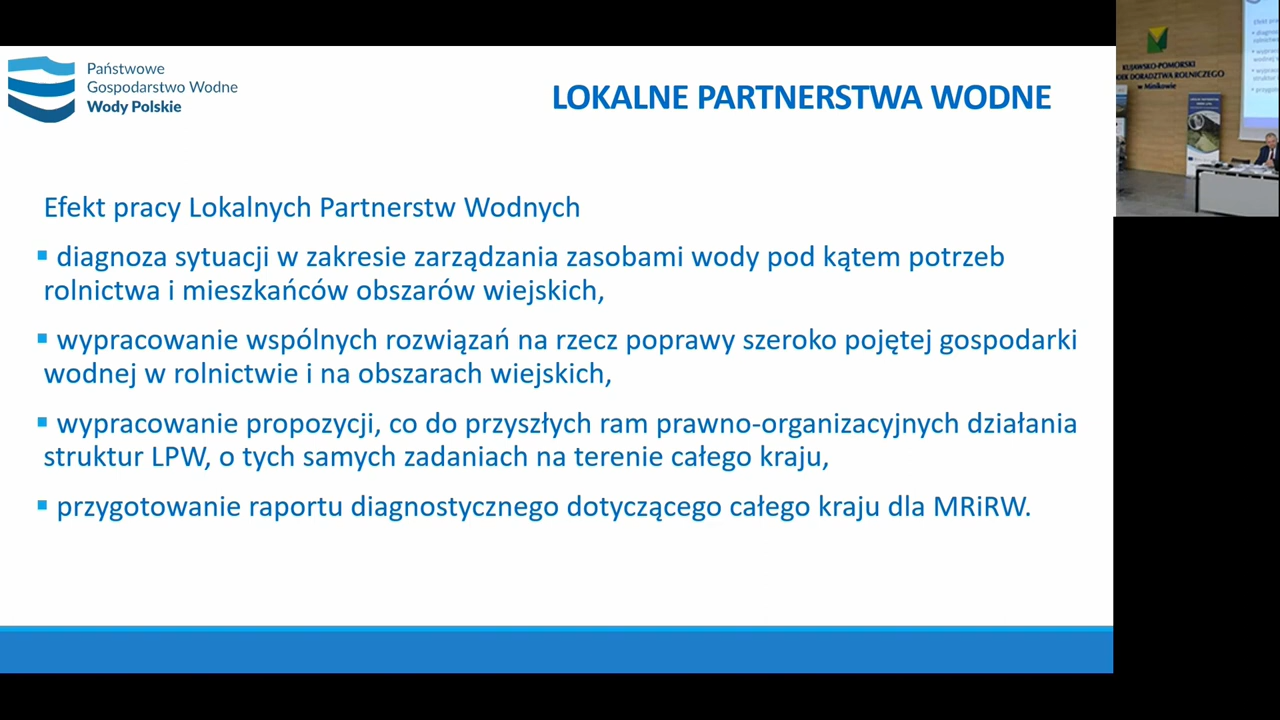 Państwowe
Gospodarstwo Wodne
Wody Polskie
LOKALNE PARTNERSTWA WODNE
Efekt pracy Lokalnych Partnerstw Wodnych
▪ diagnoza sytuacji w zakresie zarządzania zasobami wody pod kątem potrzeb
rolnictwa i mieszkańców obszarów wiejskich,
▪ wypracowanie wspólnych rozwiązań na rzecz poprawy szeroko pojętej gospodarki
wodnej w rolnictwie i na obszarach wiejskich,
▪ wypracowanie propozycji, co do przyszłych ram prawno-organizacyjnych działania
struktur LPW, o tych samych zadaniach na terenie całego kraju,
▪ przygotowanie raportu diagnostycznego dotyczącego całego kraju dla MRiRW.
KUJAWSKO-POMORSKI
DORADZTWA ROLNICZEGO
w Minikowie